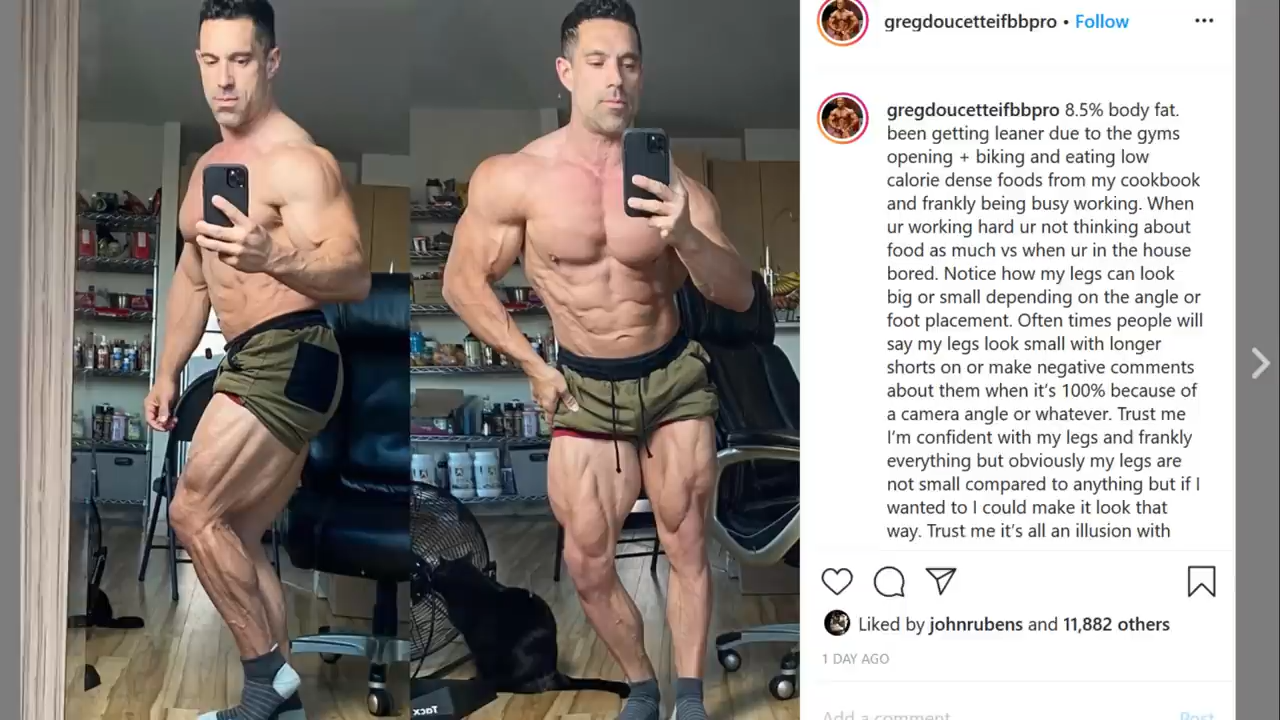 gregdoucetteifbbpro • Follow
gregdoucetteifbbpro 8.5% body fat.
been getting leaner due to the gyms
opening + biking and eating low
calorie dense foods from my cookbook
and frankly being busy working. When
ur working hard ur not thinking about
food as much vs when ur in the house
bored. Notice how my legs can look
big or small depending on the angle or
foot placement. Often times people will
say my legs look small with longer
shorts on or make negative comments
about them when it's 100% because of
a camera angle or whatever. Trust me
I'm confident with my legs and frankly
everything but obviously my legs are
not small compared to anything but if I
wanted to I could make it look that
way. Trust me it's all an illusion with
Liked by johnrubens and 11,882 others
1 DAY AGO
Add a comment
Post
Tacx